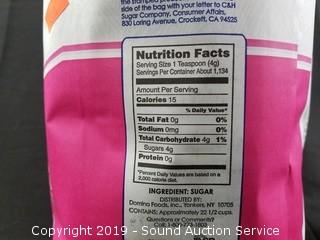 side of the bag with your letter to C&H
Sugar Company, Consumer Affairs,
830 Loring Avenue, Crockett, CA 94525
Nutrition Facts
Serving Size 1 Teaspoon (4g)
Servings Per Container About 1,134
Amount Per Serving
Calories 15
% Daily Value*
Total Fat 0g 0%
Sodium 0mg 0%
Total Carbohydrate 4g 1%
Sugars 4g
Protein 0g
*Percent Daily Values are based on a
2,000 calorie diet.
INGREDIENT: SUGAR
DISTRIBUTED BY:
Domino Foods, Inc., Yonkers, NY 10705
CONTAINS: Approximately 22 1/2 cups.
Questions or Comments?
Copyright 2019 - Sound Auction Service